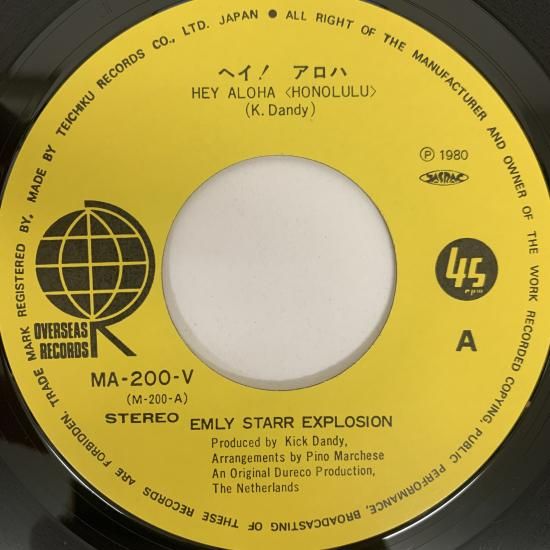 TRADE MARK REGISTERED BY, MADE BY TEICHIKU RECORDS CO., LTD. JAPAN • ALL RIGHT OF THE MANUFACTURER AND OWNER OF THE WORK RECORDED COPYING, PUBLIC PERFORMANCE, BROADCASTING OF THESE RECORDS ARE FORBIDDEN,
ヘイ! アロハ
HEY ALOHA <HONOLULU>
(K. Dandy)
Ⓟ 1980
JASRAC
45
rpm
A
OVERSEAS
RECORDS
MA-200-V
(M-200-A)
STEREO
EMLY STARR EXPLOSION
Produced by Kick Dandy,
Arrangements by Pino Marchese
An Original Dureco Production,
The Netherlands